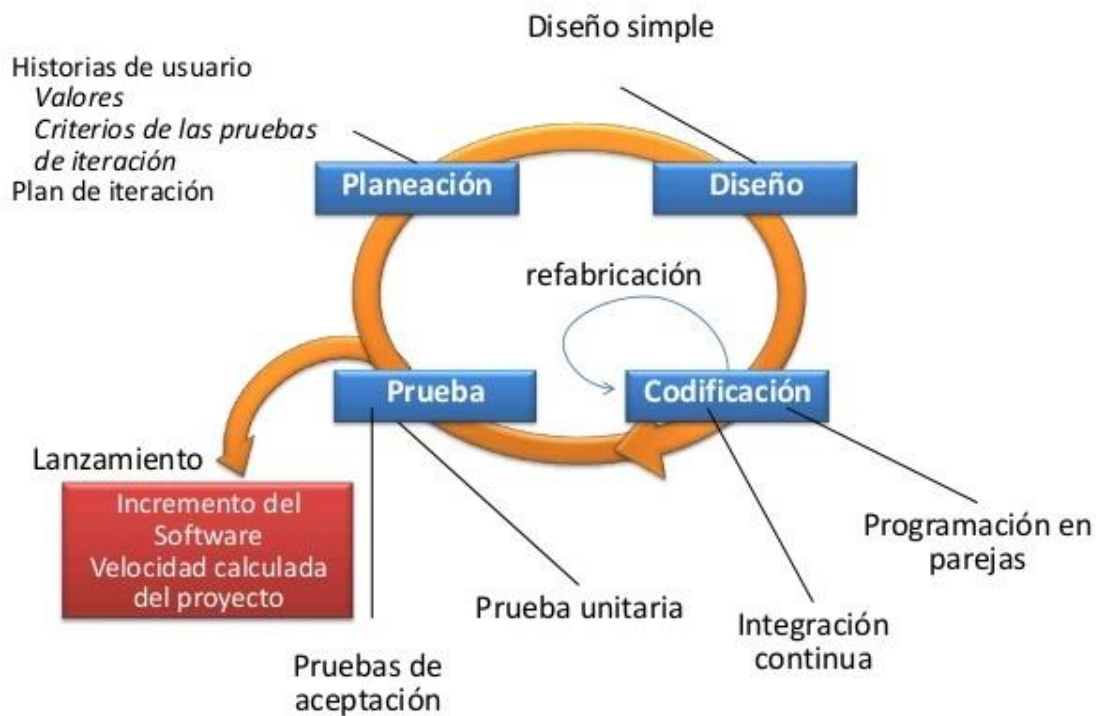 Diseño simple
Historias de usuario
Valores
Criterios de las pruebas
de iteración
Plan de iteración
Planeación
Diseño
refabricación
Prueba
Codificación
Lanzamiento
Incremento del
Software
Velocidad calculada
del proyecto
Programación en
parejas
Prueba unitaria
Integración
continua
Pruebas de
aceptación